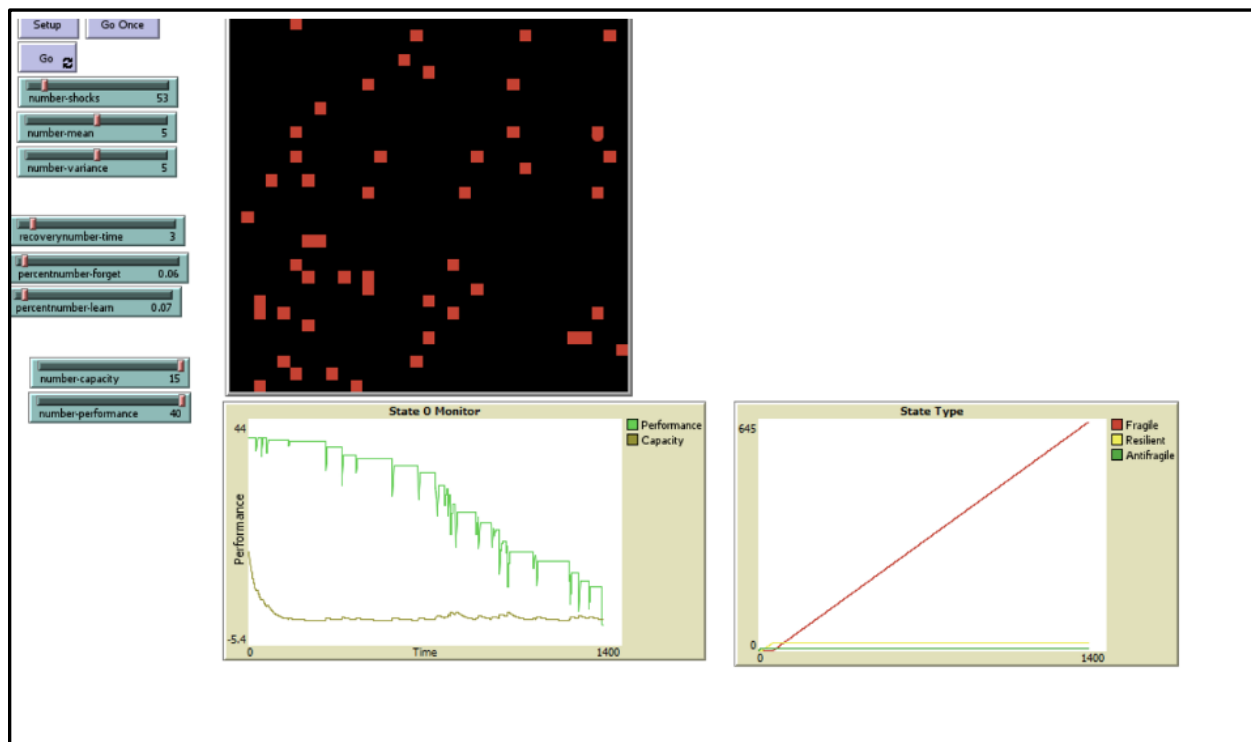 Setup
Go Once
Go
number-shocks 53
number-mean 5
number-variance 5
recoverynumber-time 3
percentnumber-forget 0.06
percentnumber-learn 0.07
number-capacity 15
number-performance 40
State 0 Monitor
44
Performance
-5.4
0
Time
1400
Performance
Capacity
State Type
645
0
0
1400
Fragile
Resilient
Antifragile